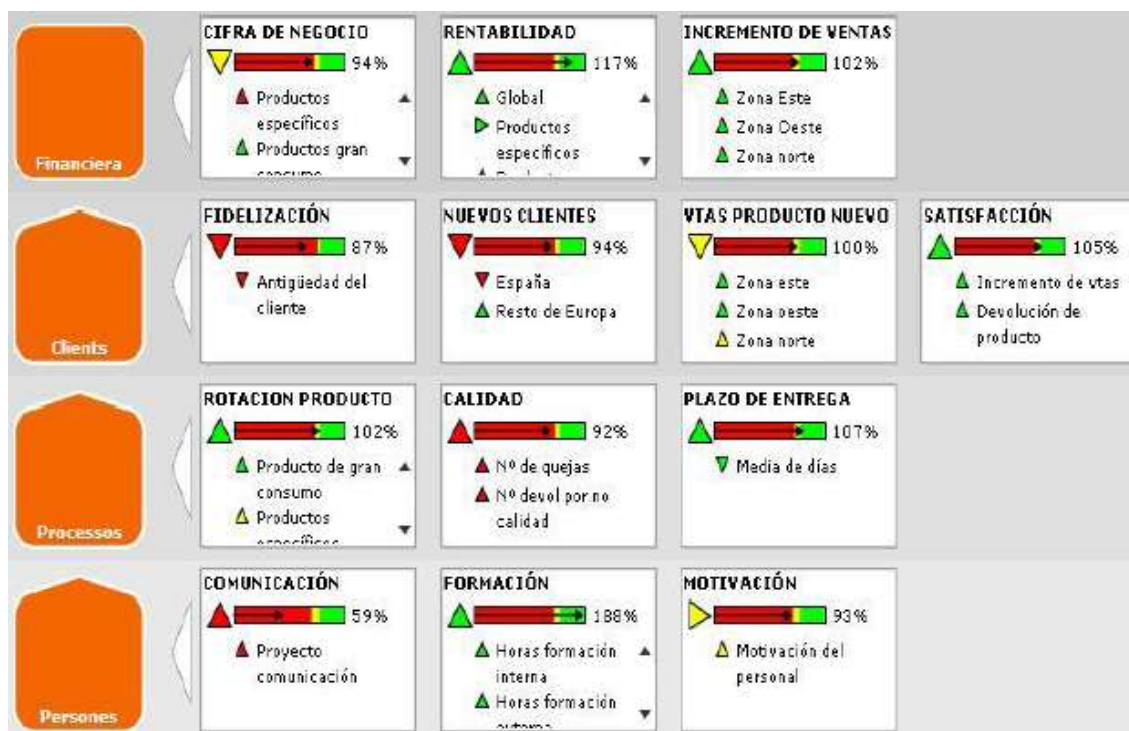 Financiera
CIFRA DE NEGOCIO
94%
Productos
específicos
Productos gran
consumo
RENTABILIDAD
117%
Global
Productos
específicos
INCREMENTO DE VENTAS
102%
Zona Este
Zona Oeste
Zona norte
Clients
FIDELIZACIÓN
87%
Antigüedad del
cliente
NUEVOS CLIENTES
94%
España
Resto de Europa
VTAS PRODUCTO NUEVO
100%
Zona este
Zona oeste
Zona norte
SATISFACCIÓN
105%
Incremento de vtas
Devolución de
producto
Processos
ROTACION PRODUCTO
102%
Producto de gran
consumo
Productos
específicos
CALIDAD
92%
Nº de quejas
Nº devol por no
calidad
PLAZO DE ENTREGA
107%
Media de días
Persones
COMUNICACIÓN
59%
Proyecto
comunicación
FORMACIÓN
188%
Horas formación
interna
Horas formación
externa
MOTIVACIÓN
93%
Motivación del
personal